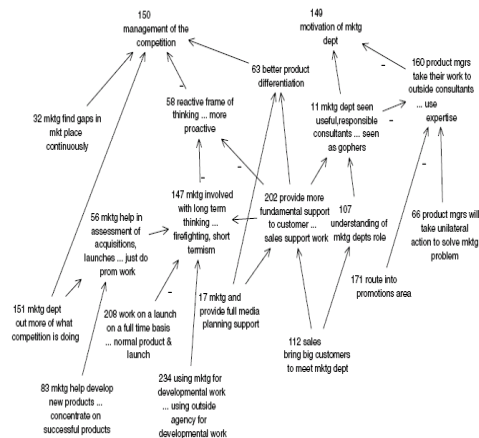 150
management of the
competition
149
motivation of mktg
dept
63 better product
differentiation
160 product mgrs
take their work to
outside consultants
... use
expertise
58 reactive frame of
thinking ... more
proactive
11 mktg dept seen
useful,responsible
consultants ... seen
as gophers
32 mktg find gaps in
mkt place
continuously
147 mktg involved
with long term
thinking ...
firefighting, short
termism
202 provide more
fundamental support
to customer ...
sales support work
107
understanding of
mktg depts role
56 mktg help in
assessment of
acquisitions,
launches ... just do
prom work
66 product mgrs will
take unilateral
action to solve mktg
problem
171 route into
promotions area
17 mktg and
provide full media
planning support
151 mktg dept
out more of what
competition is doing
208 work on a launch
on a full time basis
... normal product &
launch
112 sales
bring big customers
to meet mktg dept
83 mktg help develop
new products ...
concentrate on
successful products
234 using mktg for
developmental work
... using outside
agency for
developmental work
-
-
-
-
-
-
-
-